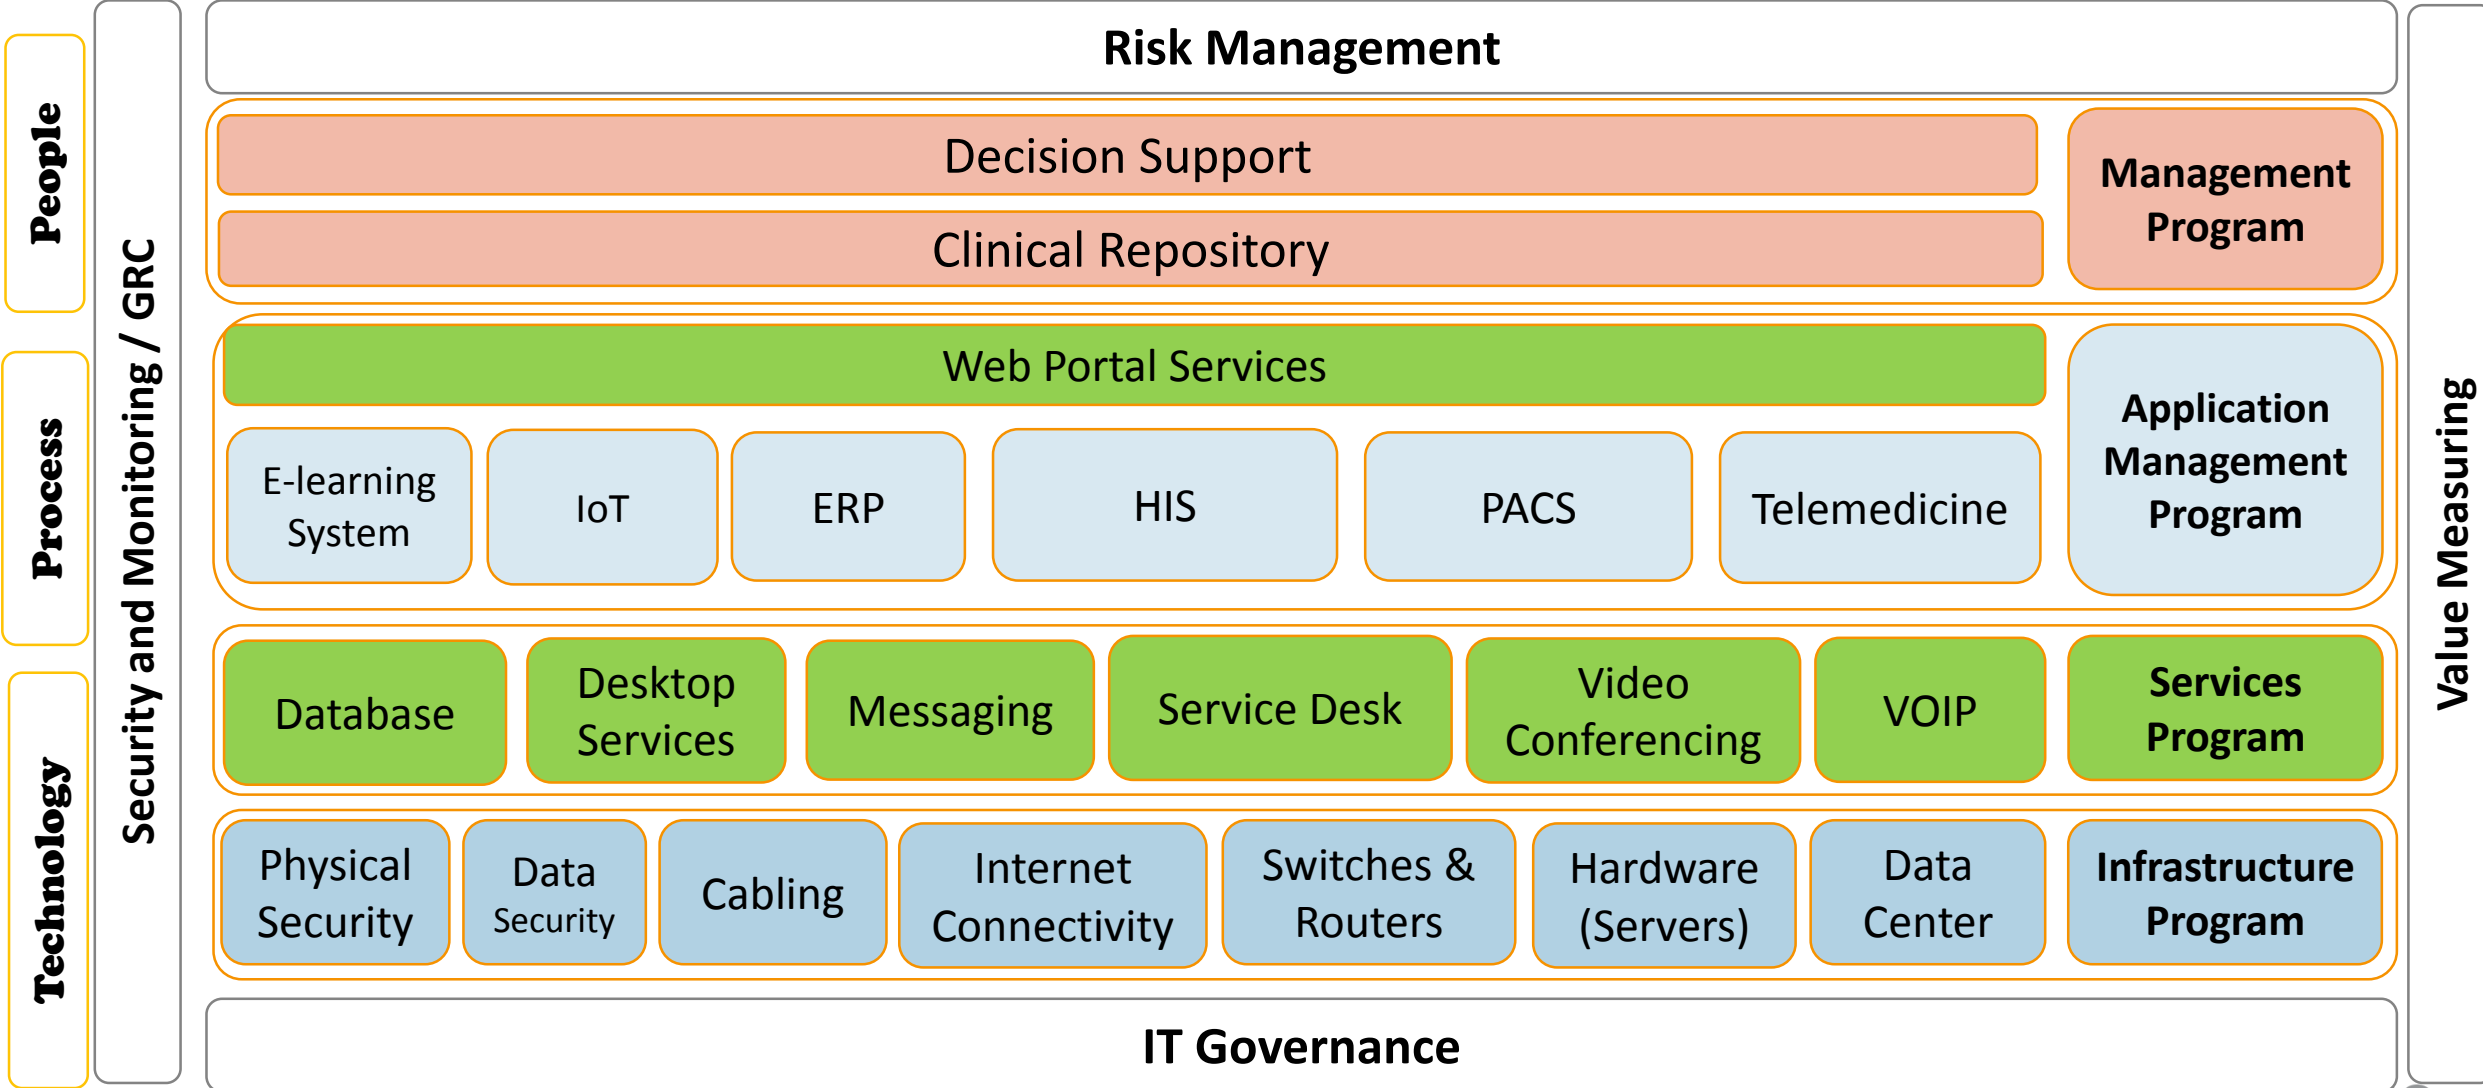 Risk Management
People
Process
Technology
Security and Monitoring / GRC
Decision Support
Clinical Repository
Management
Program
Web Portal Services
E-learning
System
IoT
ERP
HIS
PACS
Telemedicine
Application
Management
Program
Database
Desktop
Services
Messaging
Service Desk
Video
Conferencing
VOIP
Services
Program
Physical
Security
Data
Security
Cabling
Internet
Connectivity
Switches &
Routers
Hardware
(Servers)
Data
Center
Infrastructure
Program
Value Measuring
IT Governance